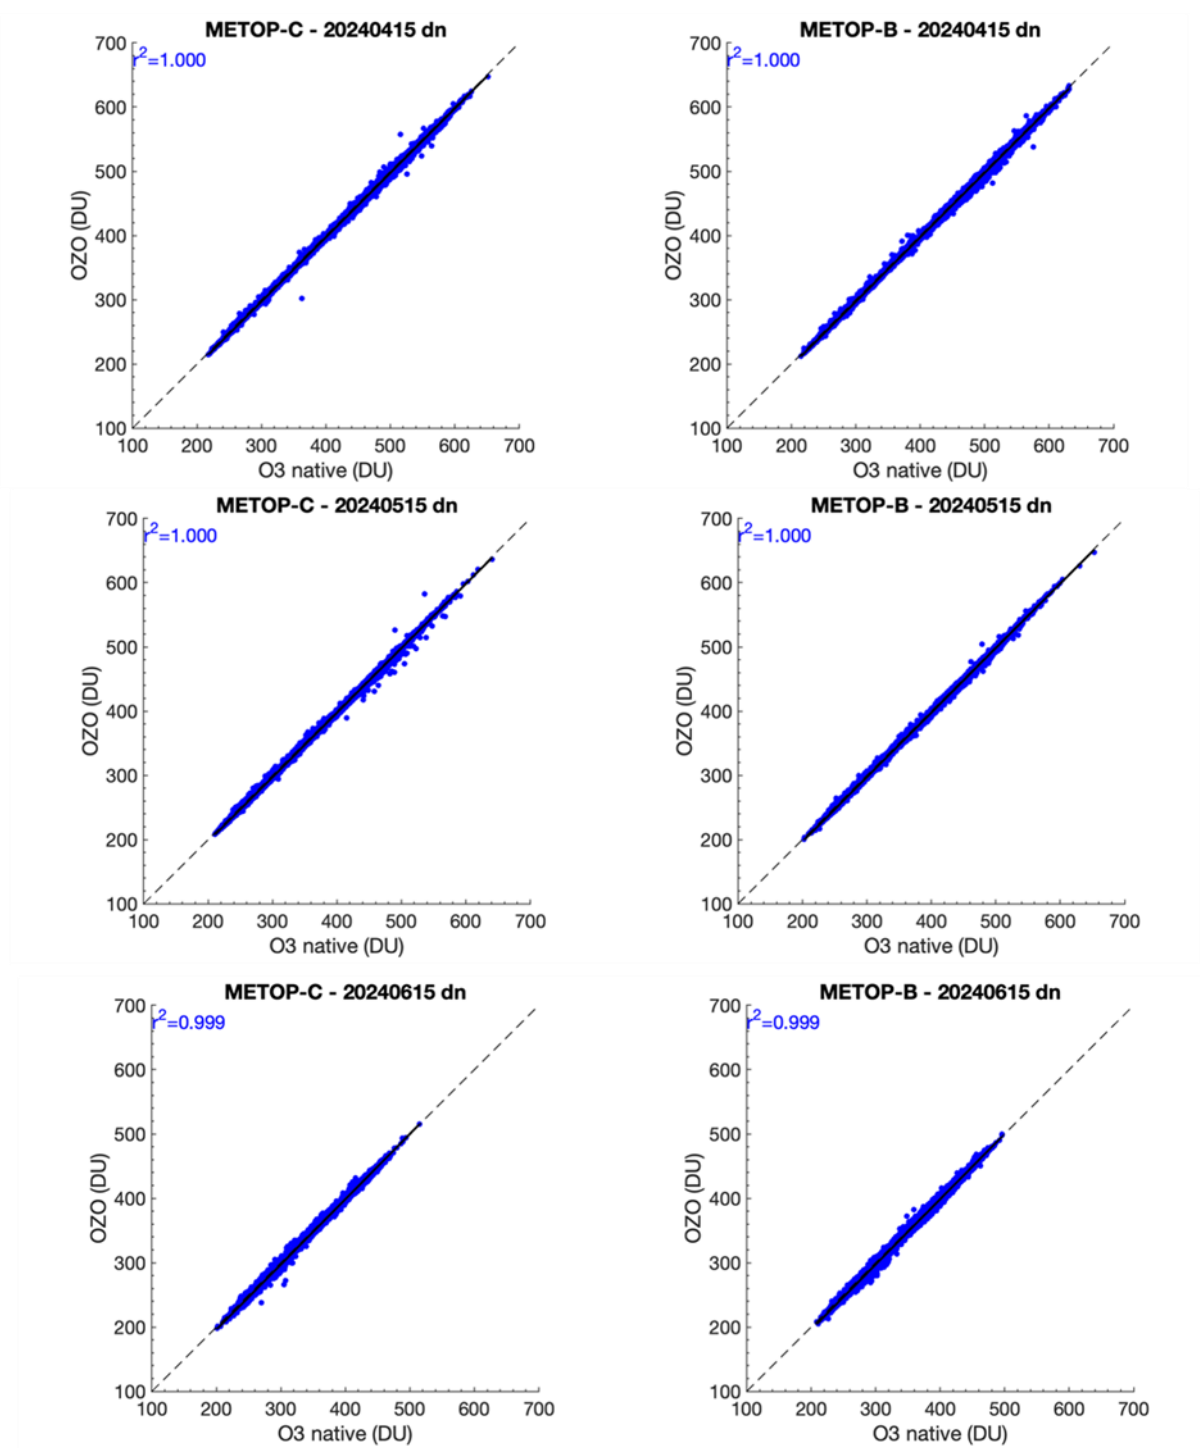 METOP-C - 20240415 dn
r²=1.000
700
600
500
400
300
200
100
OZO (DU)
100 200 300 400 500 600 700
O3 native (DU)
METOP-B - 20240415 dn
r²=1.000
700
600
500
400
300
200
100
OZO (DU)
100 200 300 400 500 600 700
O3 native (DU)
METOP-C - 20240515 dn
r²=1.000
700
600
500
400
300
200
100
OZO (DU)
100 200 300 400 500 600 700
O3 native (DU)
METOP-B - 20240515 dn
r²=1.000
700
600
500
400
300
200
100
OZO (DU)
100 200 300 400 500 600 700
O3 native (DU)
METOP-C - 20240615 dn
r²=0.999
700
600
500
400
300
200
100
OZO (DU)
100 200 300 400 500 600 700
O3 native (DU)
METOP-B - 20240615 dn
r²=0.999
700
600
500
400
300
200
100
OZO (DU)
100 200 300 400 500 600 700
O3 native (DU)